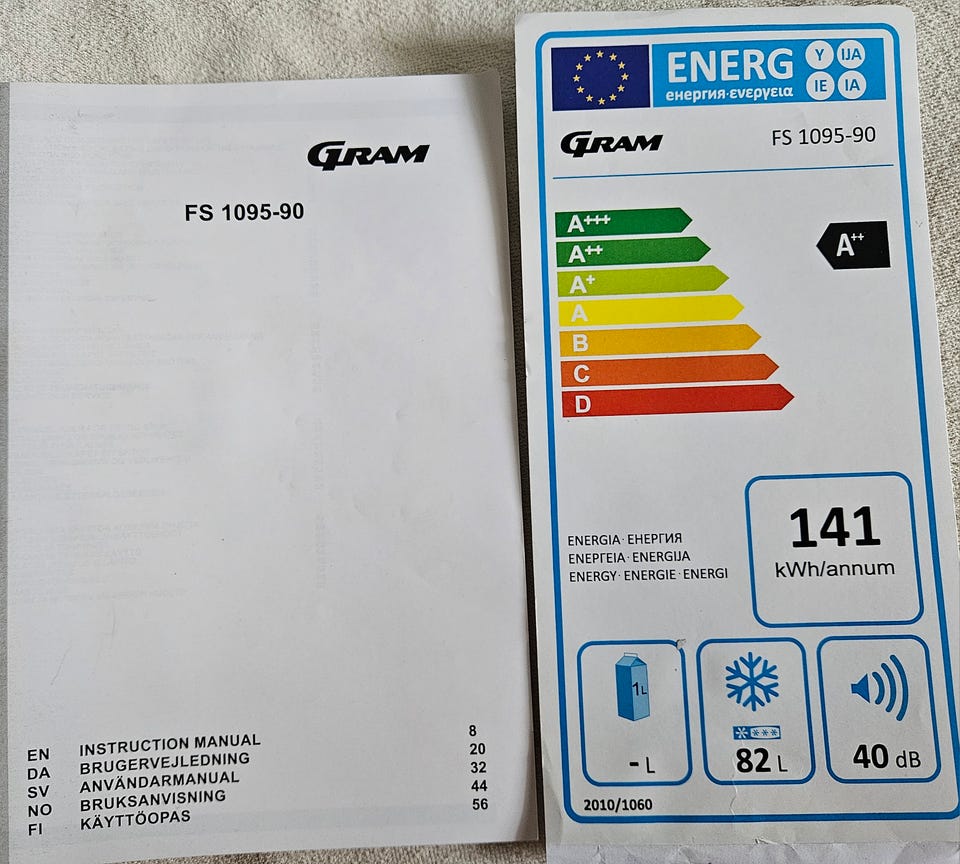 GRAM
FS 1095-90
EN INSTRUCTION MANUAL 8
DA BRUGERVEJLEDNING 20
SV ANVÄNDARMANUAL 32
NO BRUKSANVISNING 44
FI KÄYTTÖOPAS 56
ENERG Y IJA
енергия·ενεργεια IE IA
GRAM FS 1095-90
A+++
A++
A++
A+
A
B
C
D
141
kWh/annum
ENERGIA·ЕНЕРГИЯ
ΕΝΕΡΓΕΙΑ·ENERGIJA
ENERGY·ENERGIE·ENERGI
1L
- L
82 L
40 dB
2010/1060